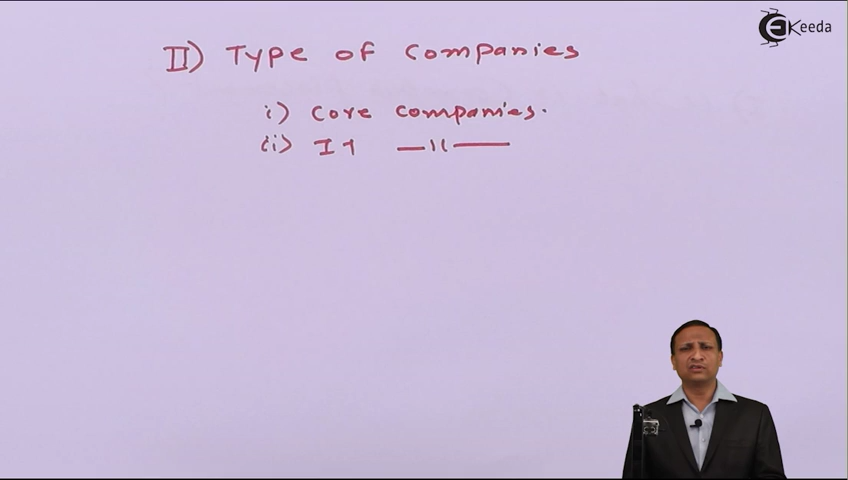 Ekeeda
II) Type of Companies
i) Core Companies.
(ii) IT —||—